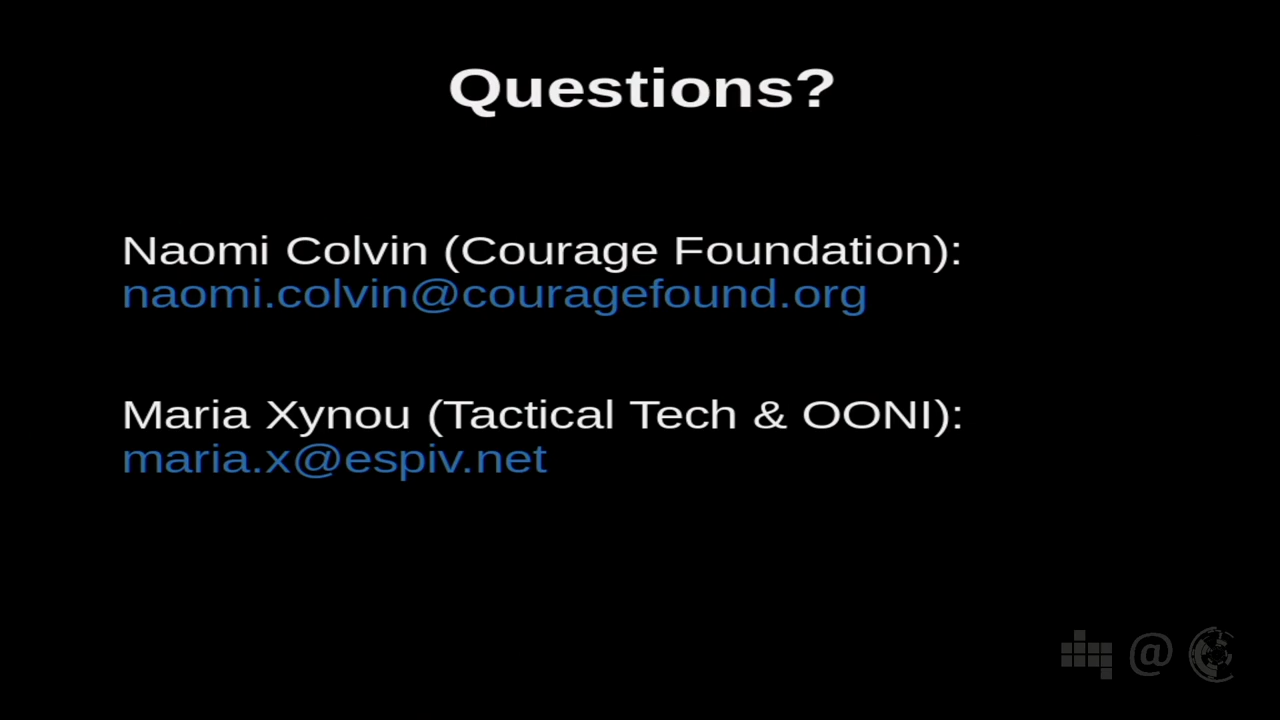 Questions?
Naomi Colvin (Courage Foundation):
naomi.colvin@couragefound.org
Maria Xynou (Tactical Tech & OONI):
maria.x@espiv.net
@